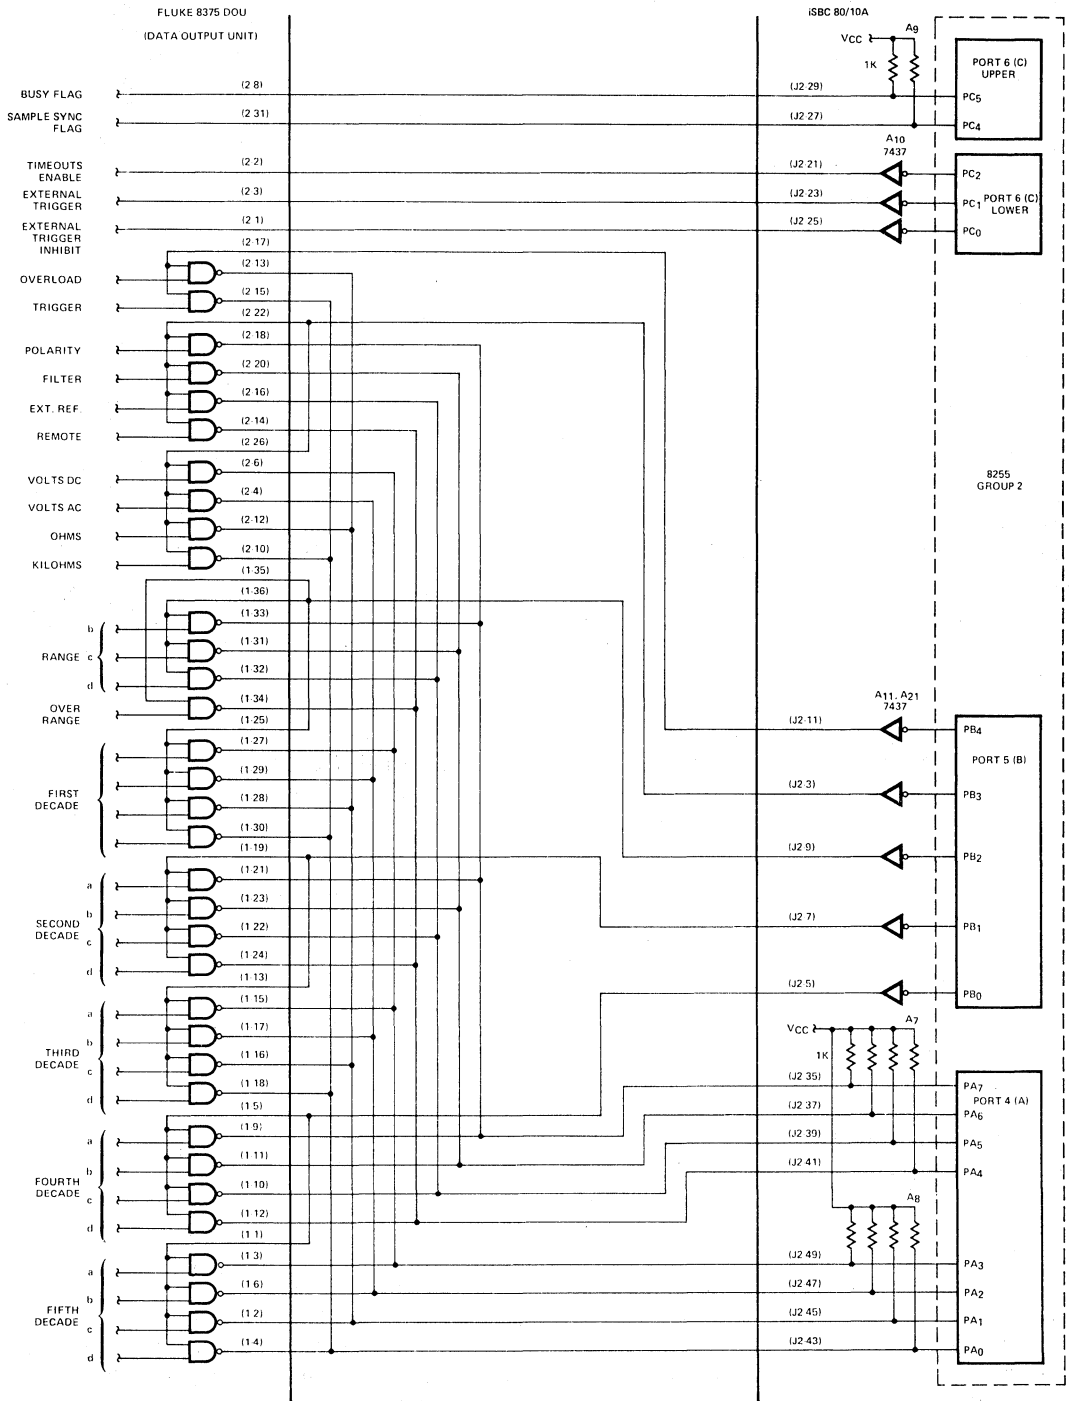 FLUKE 8375 DOU
(DATA OUTPUT UNIT)
iSBC 80/10A
VCC
A9
1K
PORT 6 (C)
UPPER
BUSY FLAG
(2 8)
(J2 29)
PC5
SAMPLE SYNC
FLAG
(2 31)
(J2 27)
PC4
A10
7437
TIMEOUTS
ENABLE
(2 2)
(J2 21)
PC2
EXTERNAL
TRIGGER
(2 3)
(J2 23)
PC1
PORT 6 (C)
LOWER
EXTERNAL
TRIGGER
INHIBIT
(2 1)
(J2 25)
PC0
(2-17)
OVERLOAD
(2 13)
TRIGGER
(2 15)
(2 22)
POLARITY
(2-18)
FILTER
(2 20)
EXT. REF.
(2-16)
REMOTE
(2-14)
(2 26)
VOLTS DC
(2-6)
VOLTS AC
(2-4)
OHMS
(2-12)
KILOHMS
(2-10)
8255
GROUP 2
(1-35)
(1-36)
RANGE
b
(1-33)
c
(1-31)
d
(1-32)
OVER
RANGE
(1-34)
(1-25)
A11, A21
7437
(J2-11)
PB4
PORT 5 (B)
FIRST
DECADE
(1-27)
(1 29)
(1 28)
(1-30)
(J2-3)
PB3
(1-19)
(J2-9)
PB2
SECOND
DECADE
a
(1-21)
b
(1 23)
c
(1 22)
d
(1 24)
(J2 7)
PB1
(1-13)
(J2 5)
PB0
THIRD
DECADE
a
(1 15)
b
(1-17)
c
(1 16)
d
(1 18)
VCC
A7
1K
(1 5)
(J2 35)
PA7
PORT 4 (A)
FOURTH
DECADE
a
(1-9)
b
(1 11)
c
(1 10)
d
(1 12)
(J2 37)
PA6
(J2 39)
PA5
(J2-41)
PA4
A8
(1 1)
FIFTH
DECADE
a
(1 3)
b
(1 6)
c
(1 2)
d
(1-4)
(J2 49)
PA3
(J2-47)
PA2
(J2-45)
PA1
(J2-43)
PA0